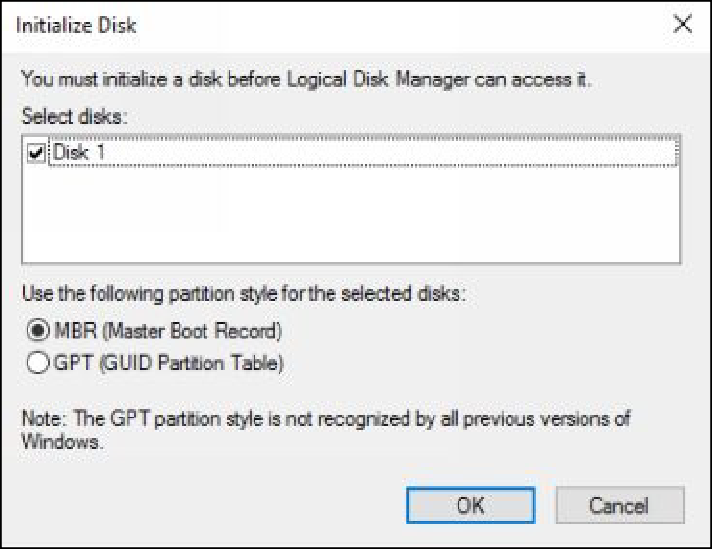 Initialize Disk
You must initialize a disk before Logical Disk Manager can access it.
Select disks:
Disk 1
Use the following partition style for the selected disks:
MBR (Master Boot Record)
GPT (GUID Partition Table)
Note: The GPT partition style is not recognized by all previous versions of
Windows.
OK
Cancel